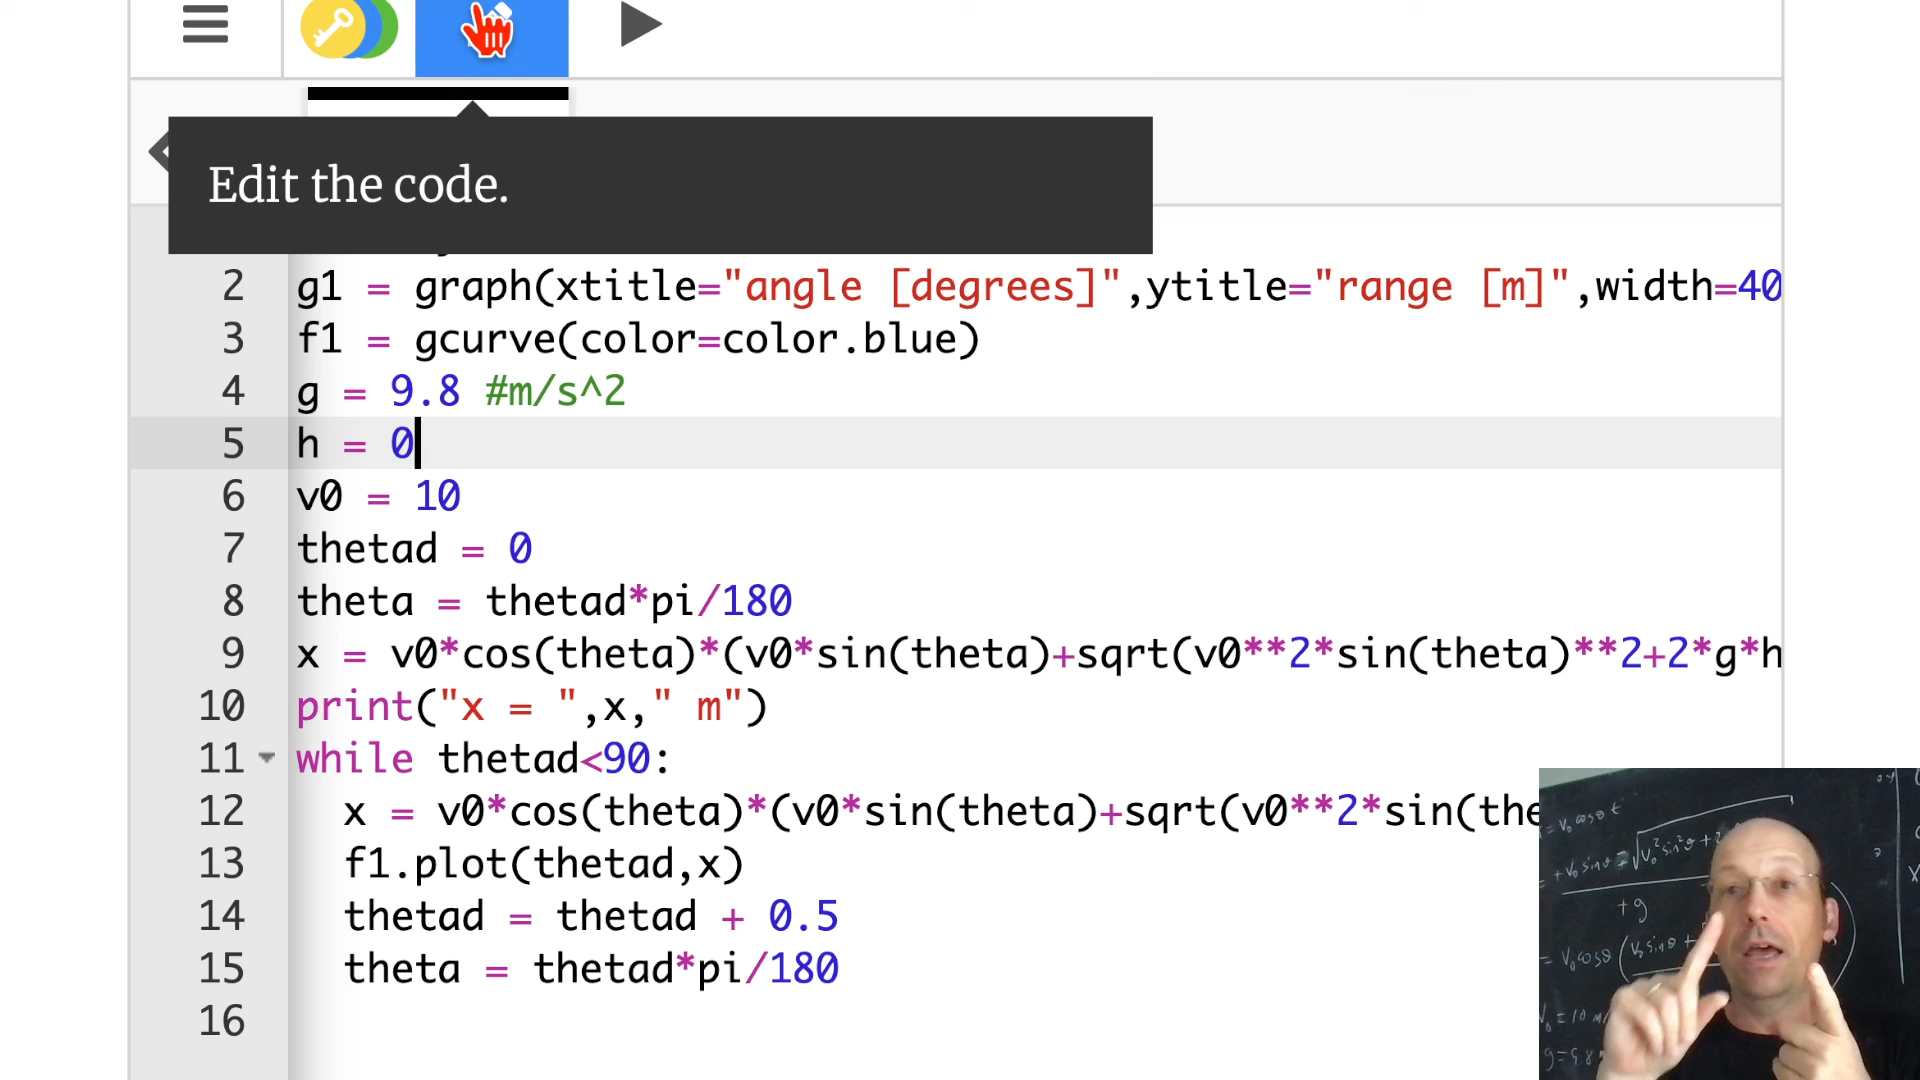 Edit the code.
2 g1 = graph(xtitle="angle [degrees]",ytitle="range [m]",width=40
3 f1 = gcurve(color=color.blue)
4 g = 9.8 #m/s^2
5 h = 0
6 v0 = 10
7 thetad = 0
8 theta = thetad*pi/180
9 x = v0*cos(theta)*(v0*sin(theta)+sqrt(v0**2*sin(theta)**2+2*g*h
10 print("x = ",x," m")
11 while thetad<90:
12 x = v0*cos(theta)*(v0*sin(theta)+sqrt(v0**2*sin(the
13 f1.plot(thetad,x)
14 thetad = thetad + 0.5
15 theta = thetad*pi/180
16
= v₀ cosθ t
+ g